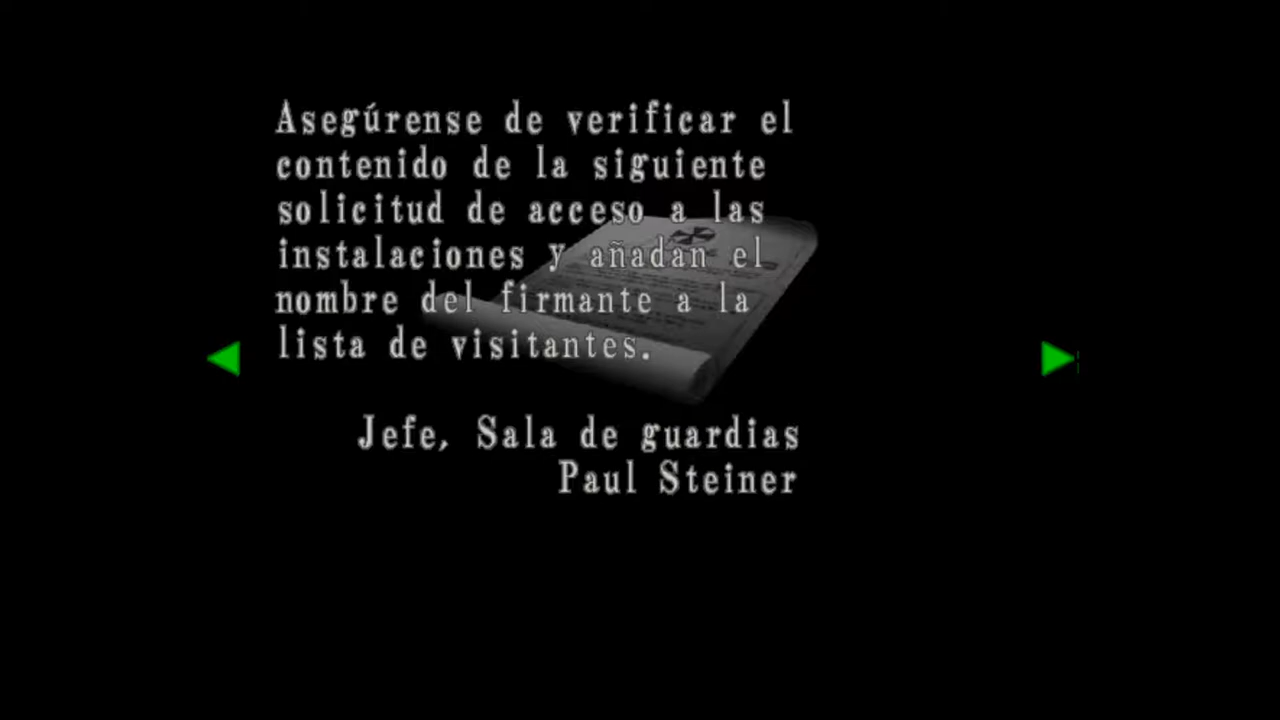 Asegúrense de verificar el
contenido de la siguiente
solicitud de acceso a las
instalaciones y añadan el
nombre del firmante a la
lista de visitantes.
Jefe, Sala de guardias
Paul Steiner